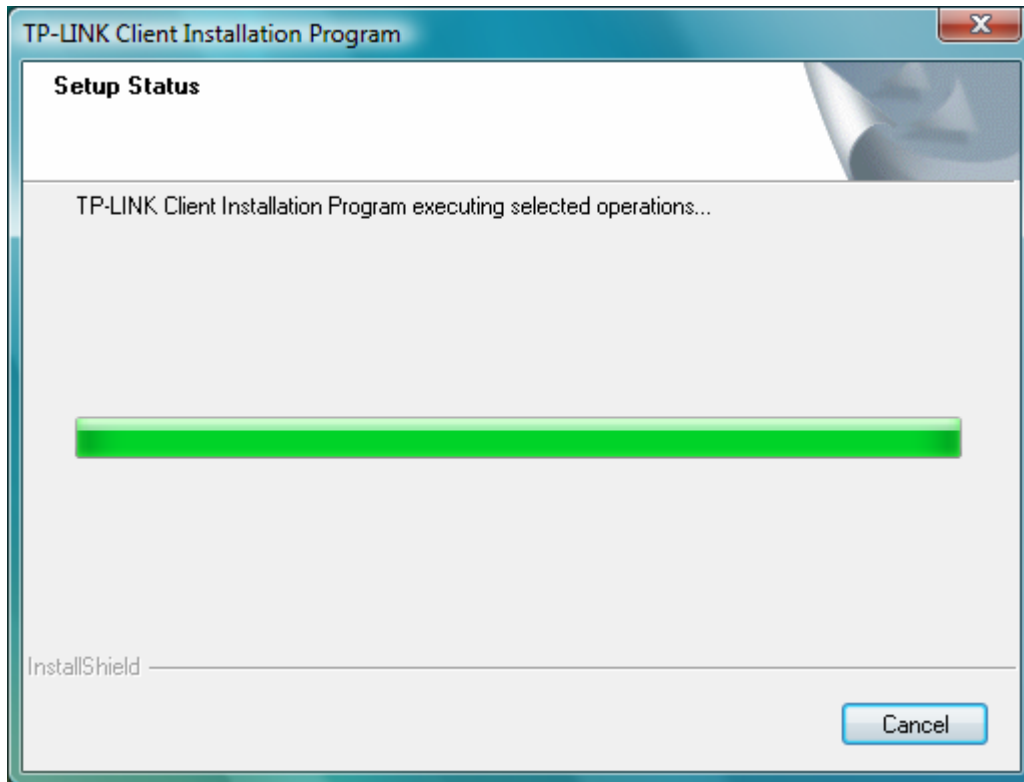 TP-LINK Client Installation Program
Setup Status
TP-LINK Client Installation Program executing selected operations...
InstallShield
Cancel